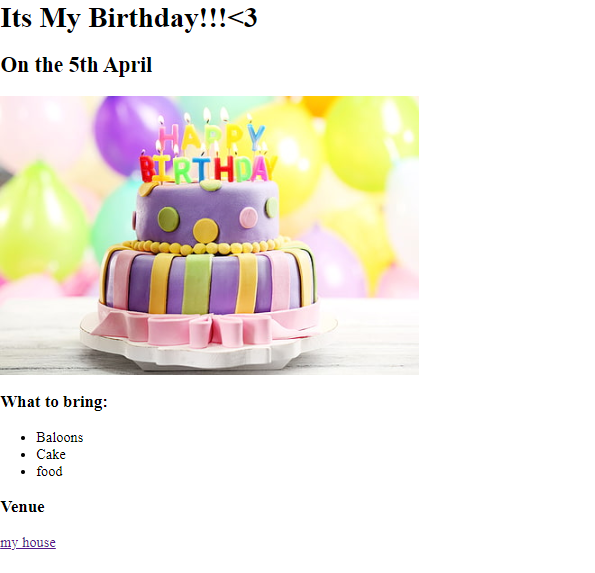 Its My Birthday!!!<3
On the 5th April
HAPPY
BIRTHDAY
What to bring:
Baloons
Cake
food
Venue
my house